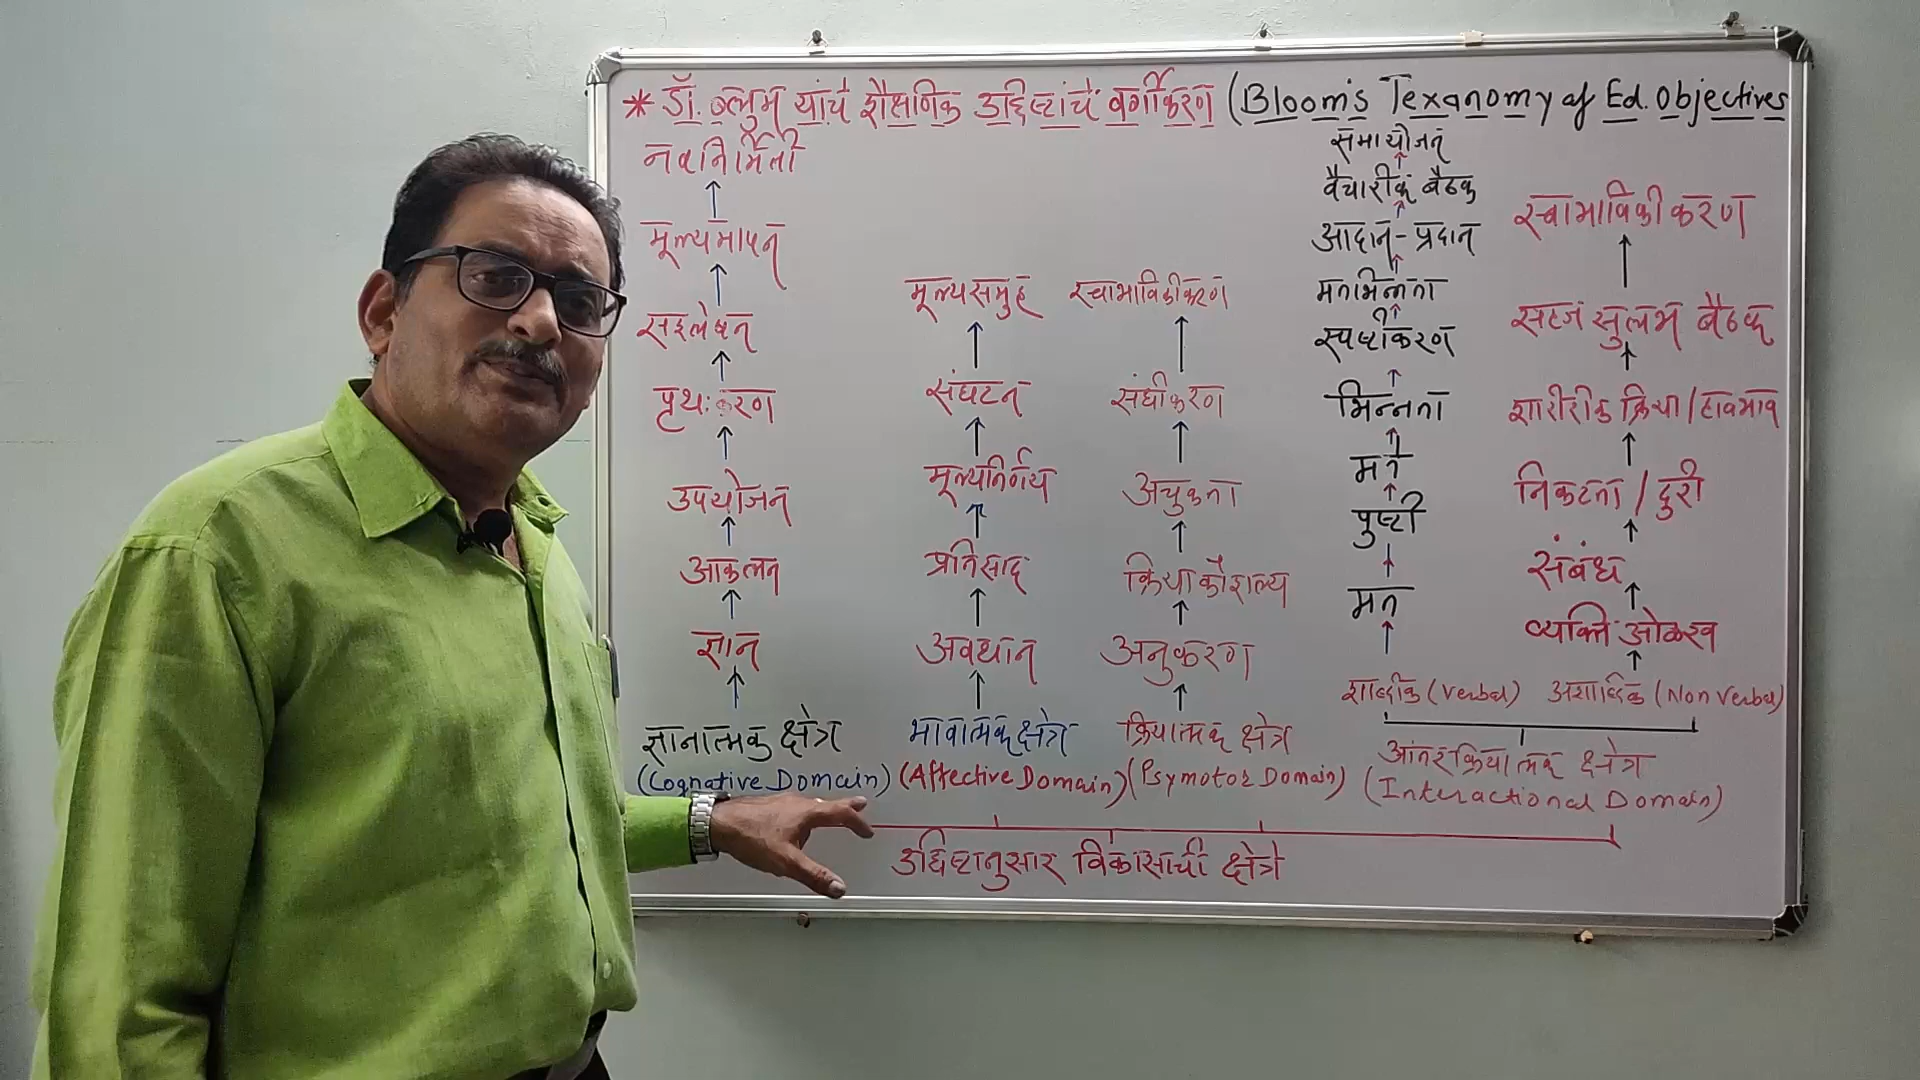 * डॉ. ब्लुम यांचे शैक्षणिक उद्दिष्टांचे वर्गीकरण (Bloom's Texanomy of Ed. Objectives
नवनिर्मिती
मूल्यमापन
संश्लेषन
पृथःकरण
उपयोजन
आकलन
ज्ञान
ज्ञानात्मक क्षेत्र
(Cognative Domain)
मूल्यसमुह
संघटन
मूल्यनिर्णय
प्रतिसाद
अवधान
भावात्मक क्षेत्र
(Affective Domain)
स्वाभाविकीकरण
संधीकरण
अचुकता
क्रियाकौशल्य
अनुकरण
क्रियात्मक क्षेत्र
(Psymotor Domain)
समायोजन
वैचारीक बैठक
आदान-प्रदान
मतभिन्नता
स्पष्टीकरण
भिन्नता
मते
पुष्टी
मत
शाब्दीक (Verbal)
स्वाभाविकीकरण
सहज सुलभ बैठक
शारीरीक क्रिया/हावभाव
निकटता/दुरी
संबंध
व्यक्ति ओळख
अशाब्दिक (Non Verbal)
आंतरक्रियात्मक क्षेत्र
(Interactional Domain)
उद्दिष्टानुसार विकासाची क्षेत्रे